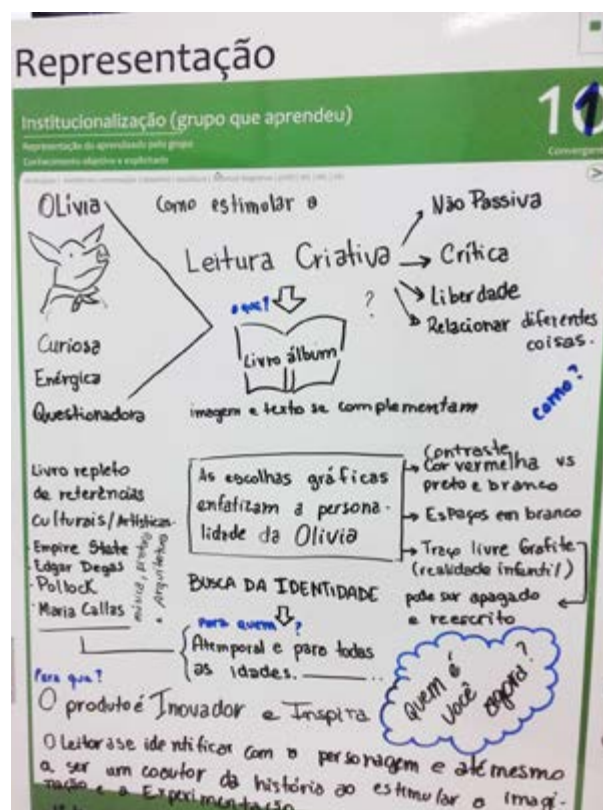 Representação
Institucionalização (grupo que aprendeu)
Representação do aprendizado pelo grupo
Conhecimento objetivo e explicitado
10
1
Convergente
OLivia
Curiosa
Enérgica
Questionadora
Como estimular a
Leitura Criativa
Não Passiva
Crítica
Liberdade
Relacionar diferentes
coisas.
o que?
?
Livro álbum
imagem e texto se complementam
como?
Livro repleto
de referências
Culturais/Artísticas.
Empire State
Edgar Degas
Pollock
Maria Callas
música, pintura
e Arquitetura
As escolhas gráficas
enfatizam a persona-
lidade da Olivia
Contraste
Cor vermelha vs
preto e branco
Espaços em branco
Traço livre Grafite
(realidade infantil)
pode ser apagado
e reescrito
BUSCA DA IDENTIDADE
Para quem?
Atemporal e para todas
as idades.
Quem é
você agora?
Para que?
O produto é Inovador e Inspira
O leitor a se identificar com a personagem e até mesmo
a ser um coautor da história ao estimular a imagi-
nação e a Experimentação